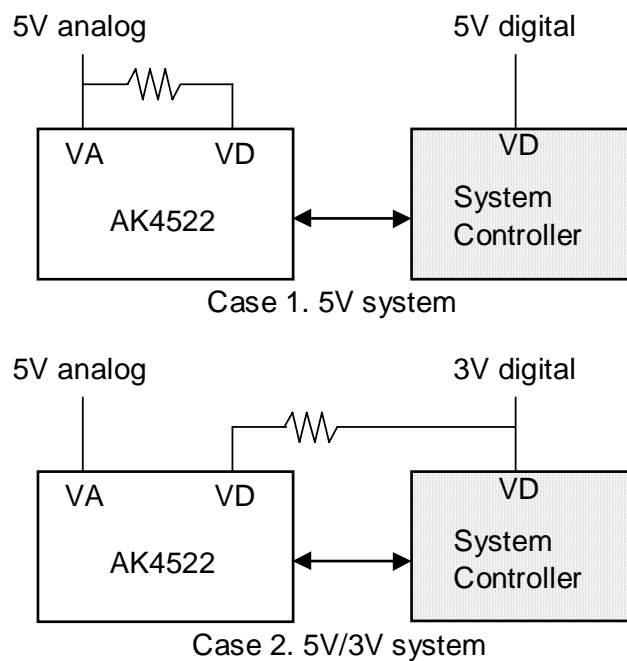 5V analog 5V digital
VA VD VD
AK4522 System
Controller
Case 1. 5V system
5V analog 3V digital
VA VD VD
AK4522 System
Controller
Case 2. 5V/3V system